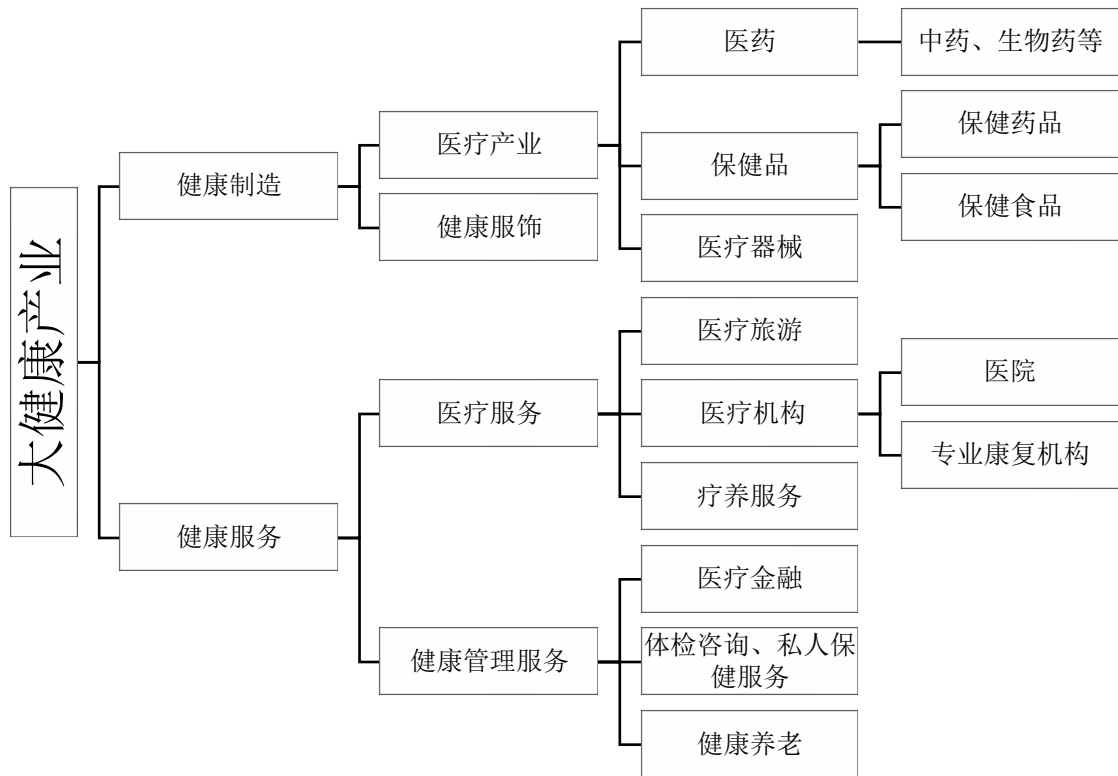 大健康产业
健康制造
医疗产业
医药
中药、生物药等
保健品
保健药品
保健食品
医疗器械
健康服饰
健康服务
医疗服务
医疗旅游
医疗机构
医院
专业康复机构
疗养服务
健康管理服务
医疗金融
体检咨询、私人保
健服务
健康养老